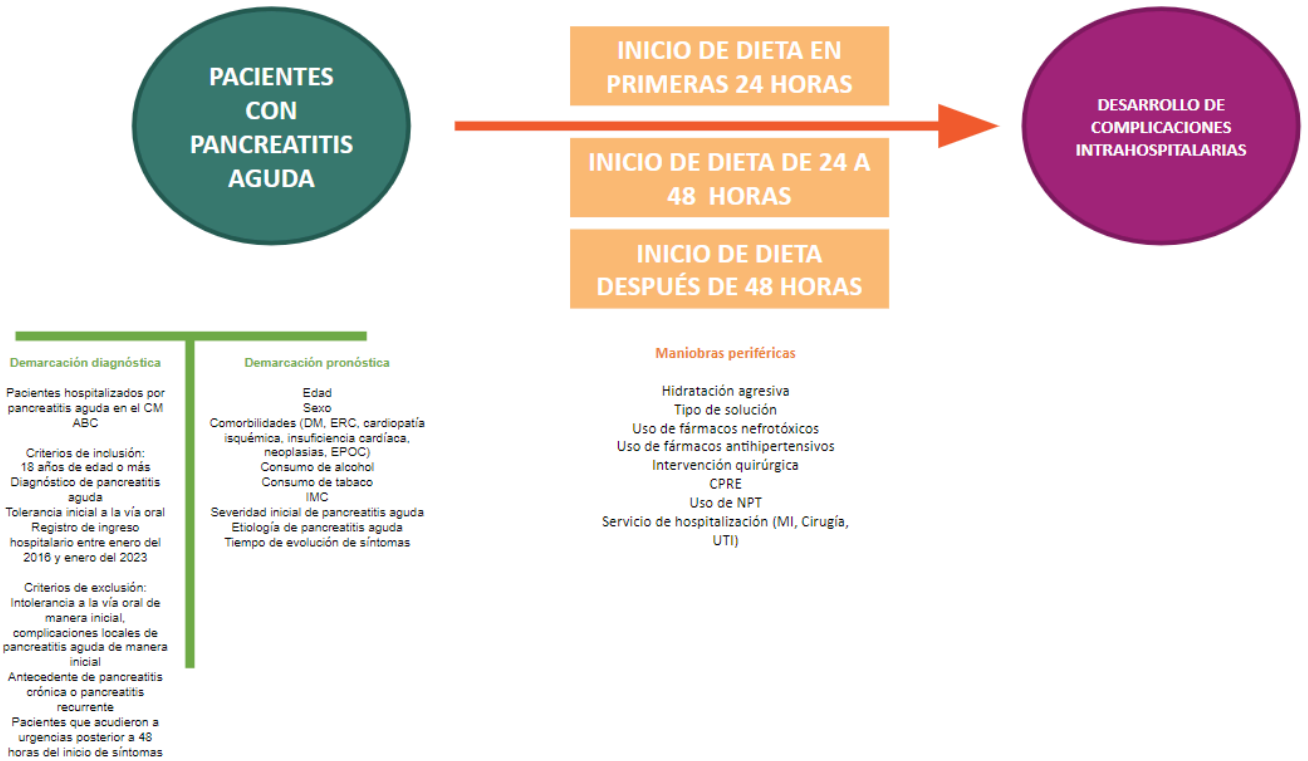 PACIENTES
CON
PANCREATITIS
AGUDA
INICIO DE DIETA EN
PRIMERAS 24 HORAS
INICIO DE DIETA DE 24 A
48 HORAS
INICIO DE DIETA
DESPUÉS DE 48 HORAS
DESARROLLO DE
COMPLICACIONES
INTRAHOSPITALARIAS
Demarcación diagnóstica
Pacientes hospitalizados por
pancreatitis aguda en el CM
ABC
Criterios de inclusión:
18 años de edad o más
Diagnóstico de pancreatitis
aguda
Tolerancia inicial a la vía oral
Registro de ingreso
hospitalario entre enero del
2016 y enero del 2023
Criterios de exclusión:
Intolerancia a la vía oral de
manera inicial,
complicaciones locales de
pancreatitis aguda de manera
inicial
Antecedente de pancreatitis
crónica o pancreatitis
recurrente
Pacientes que acudieron a
urgencias posterior a 48
horas del inicio de síntomas
Demarcación pronóstica
Edad
Sexo
Comorbilidades (DM, ERC, cardiopatía
isquémica, insuficiencia cardíaca,
neoplasias, EPOC)
Consumo de alcohol
Consumo de tabaco
IMC
Severidad inicial de pancreatitis aguda
Etiología de pancreatitis aguda
Tiempo de evolución de síntomas
Maniobras periféricas
Hidratación agresiva
Tipo de solución
Uso de fármacos nefrotóxicos
Uso de fármacos antihipertensivos
Intervención quirúrgica
CPRE
Uso de NPT
Servicio de hospitalización (MI, Cirugía,
UTI)